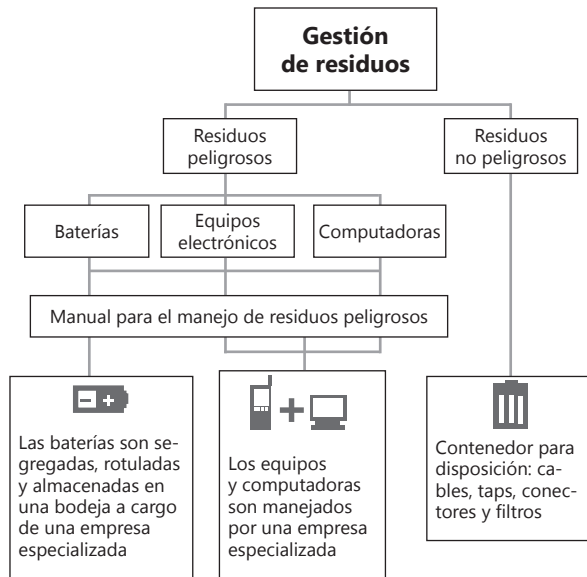 Gestión
de residuos
Residuos
peligrosos
Residuos
no peligrosos
Baterías
Equipos
electrónicos
Computadoras
Manual para el manejo de residuos peligrosos
Las baterías son se-
gregadas, rotuladas
y almacenadas en
una bodeja a cargo
de una empresa
especializada
Los equipos
y computadoras
son manejados
por una empresa
especializada
Contenedor para
disposición: ca-
bles, taps, conec-
tores y filtros